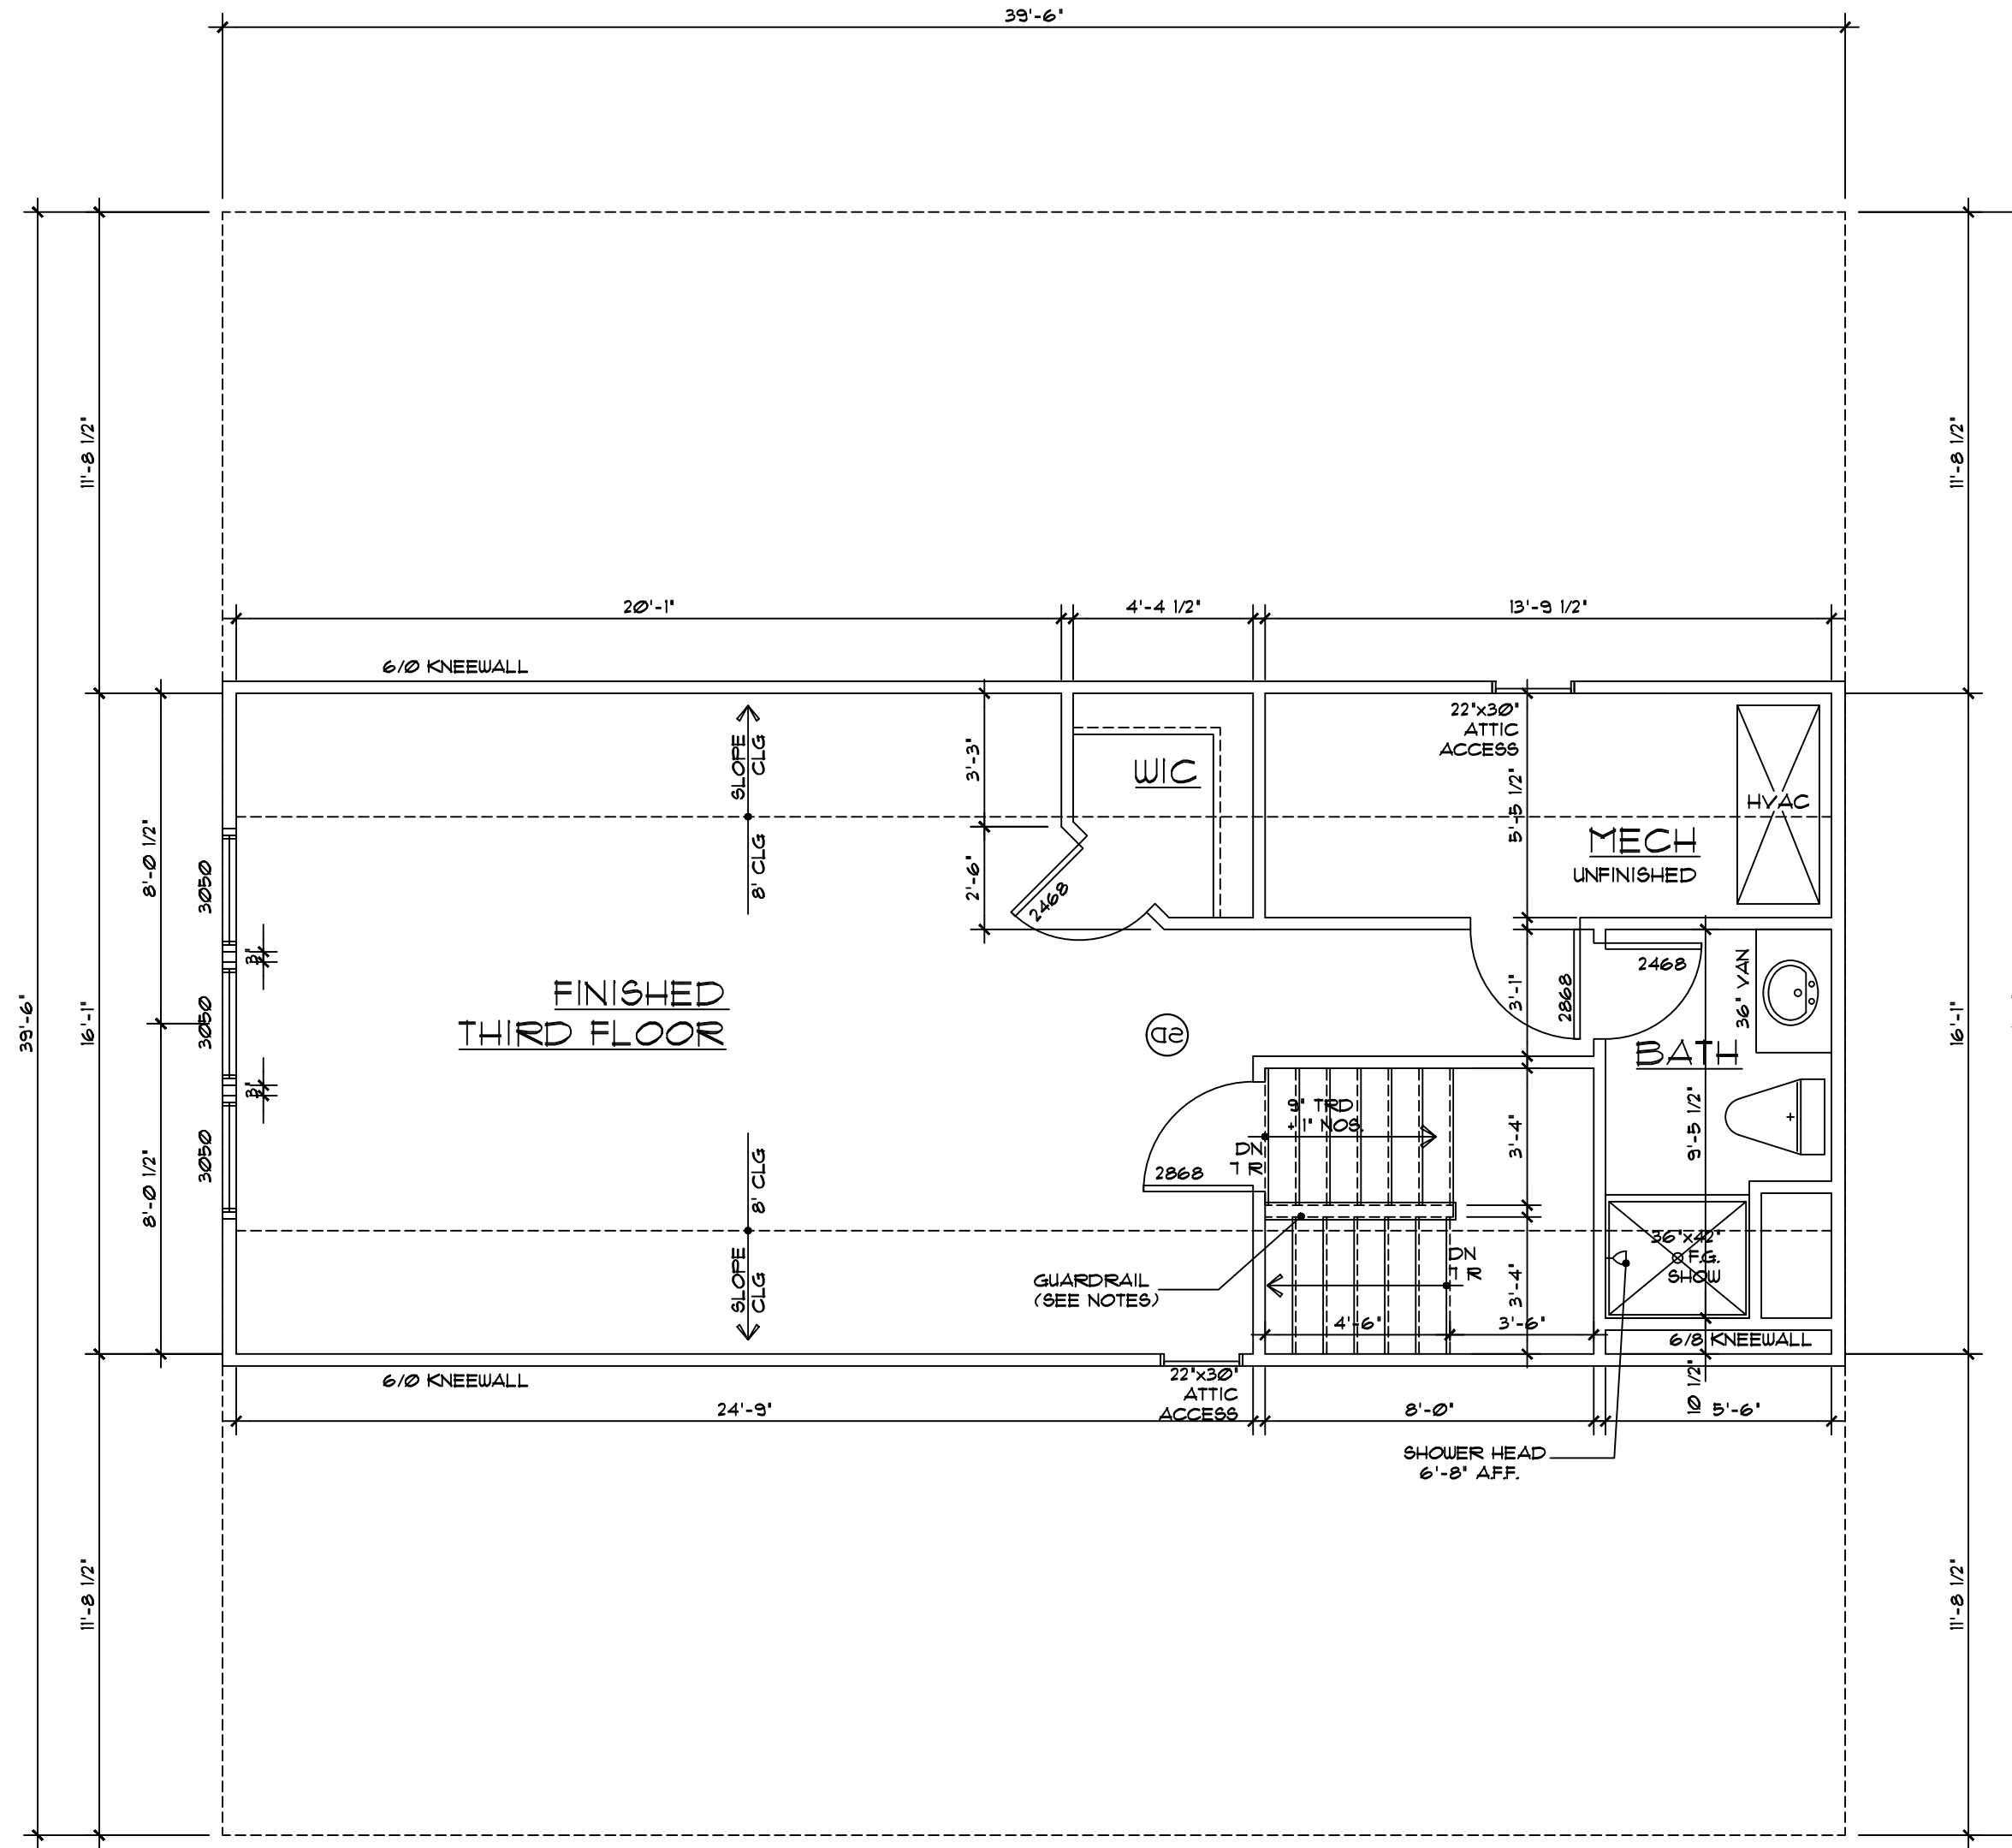 39'-6"
11'-8 1/2"
11'-8 1/2"
20'-1"
4'-4 1/2"
13'-9 1/2"
6/0 KNEEWALL
22"x30"
ATTIC
ACCESS
SLOPE
CLG
3'-3"
WIC
5'-5 1/2"
HVAC
MECH
UNFINISHED
8'-0 1/2"
3050
8' CLG
2'-6"
2468
3"
FINISHED
THIRD FLOOR
39'-6"
16'-1"
3050
SD
3'-1"
2868
2468
36" VAN
BATH
16'-1"
3"
9" TRD
+ 1" NOS.
DN
7 R
3'-4"
9'-5 1/2"
8'-0 1/2"
3050
8' CLG
2868
SLOPE
CLG
GUARDRAIL
(SEE NOTES)
DN
7 R
3'-4"
36"x42"
F.G.
SHOW
4'-6"
3'-6"
6/8 KNEEWALL
6/0 KNEEWALL
22"x30"
ATTIC
ACCESS
24'-9"
8'-0"
10 1/2"
5'-6"
SHOWER HEAD
6'-8" A.F.F.
11'-8 1/2"
11'-8 1/2"